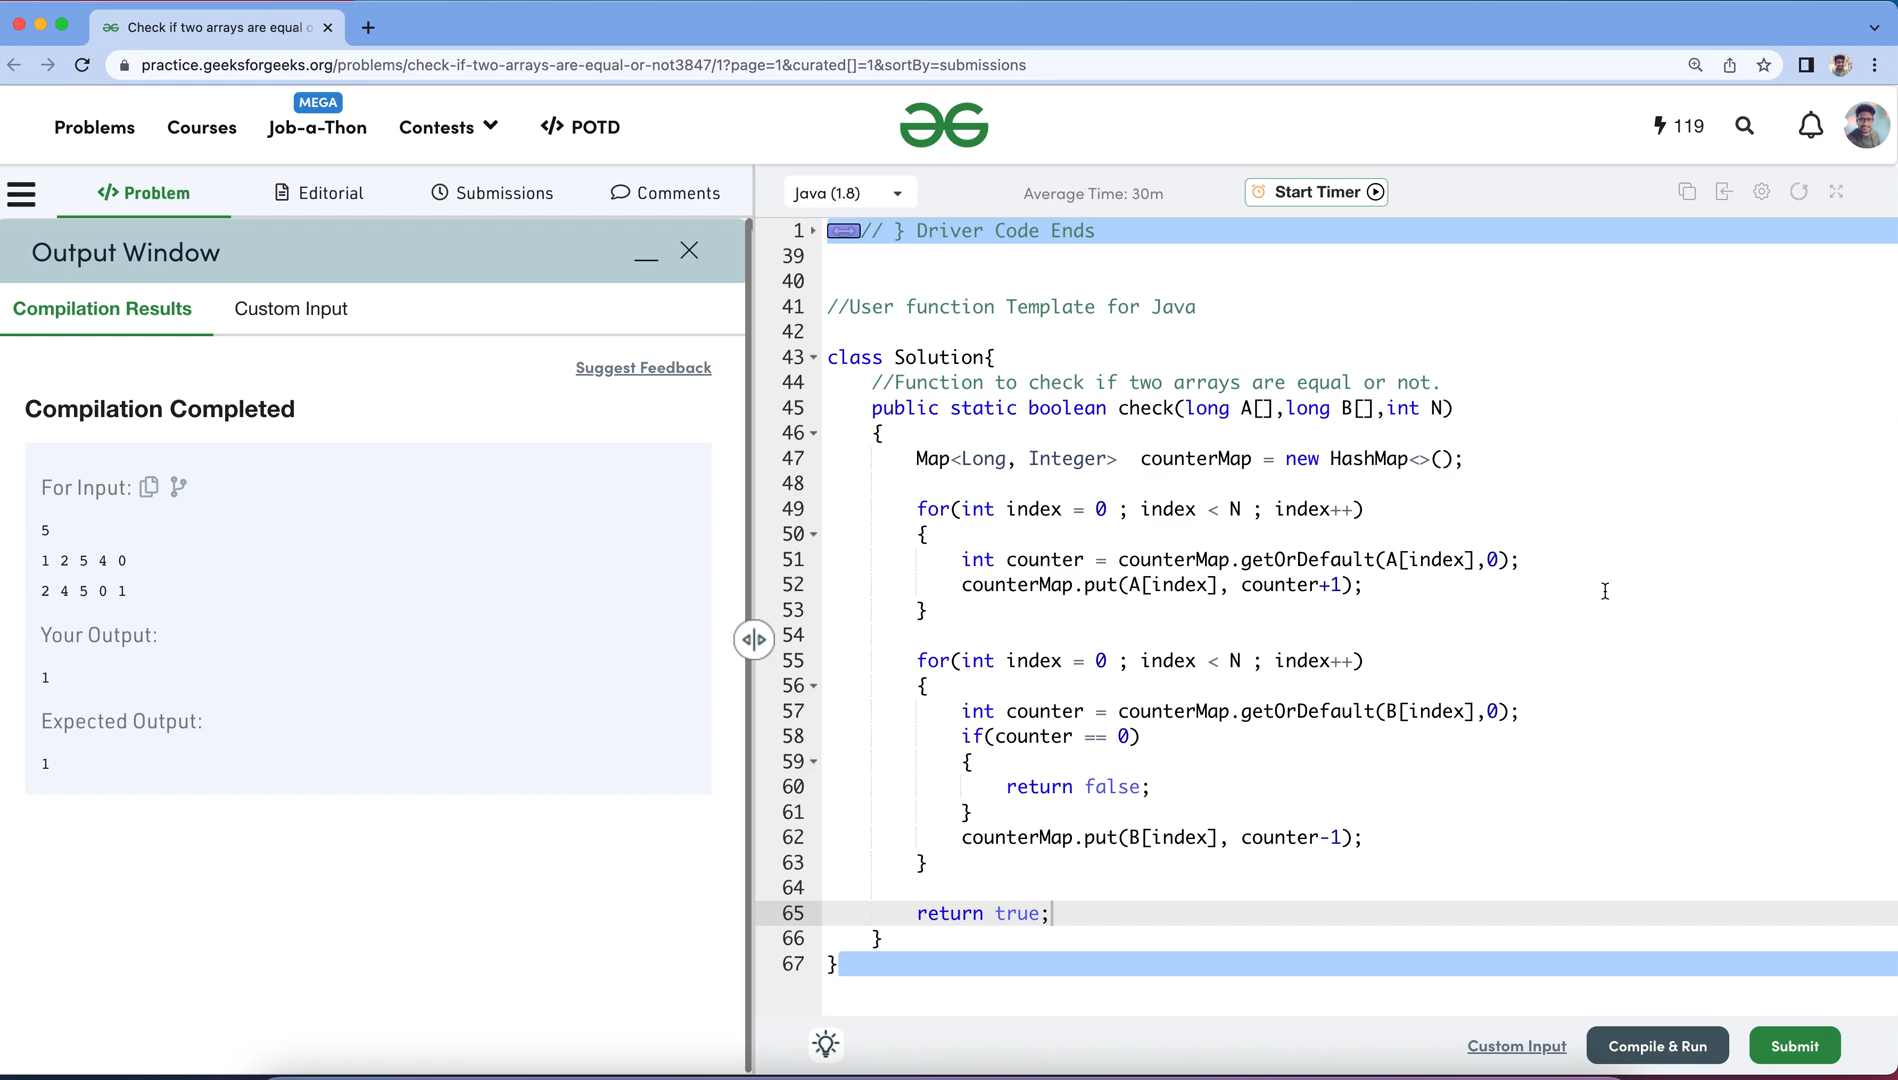 Check if two arrays are equal o
practice.geeksforgeeks.org/problems/check-if-two-arrays-are-equal-or-not3847/1?page=1&curated[]=1&sortBy=submissions
Problems
Courses
MEGA
Job-a-Thon
Contests
</> POTD
119
</> Problem
Editorial
Submissions
Comments
Java (1.8)
Average Time: 30m
Start Timer
Output Window
Compilation Results
Custom Input
Suggest Feedback
Compilation Completed
For Input:
5
1 2 5 4 0
2 4 5 0 1
Your Output:
1
Expected Output:
1
1 // } Driver Code Ends
39
40
41 //User function Template for Java
42
43 class Solution{
44 //Function to check if two arrays are equal or not.
45 public static boolean check(long A[],long B[],int N)
46 {
47 Map<Long, Integer>  counterMap = new HashMap<>();
48
49 for(int index = 0 ; index < N ; index++)
50 {
51 int counter = counterMap.getOrDefault(A[index],0);
52 counterMap.put(A[index], counter+1);
53 }
54
55 for(int index = 0 ; index < N ; index++)
56 {
57 int counter = counterMap.getOrDefault(B[index],0);
58 if(counter == 0)
59 {
60 return false;
61 }
62 counterMap.put(B[index], counter-1);
63 }
64
65 return true;
66 }
67 }
Custom Input
Compile & Run
Submit